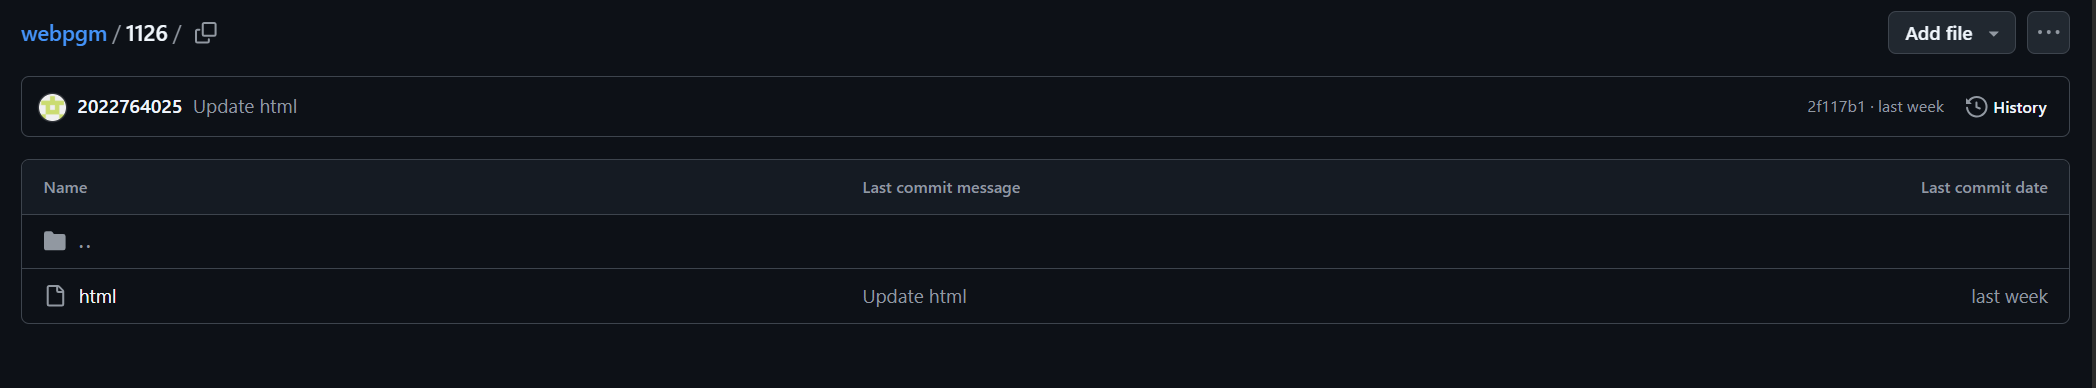 webpgm / 1126 /
Add file
2022764025 Update html
2f117b1 · last week
History
Name
Last commit message
Last commit date
..
html
Update html
last week